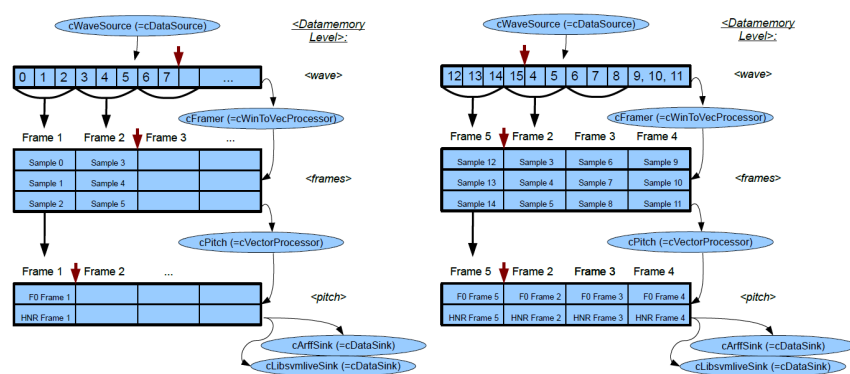 cWaveSource (=cDataSource)
<Datamemory
Level>:
0 1 2 3 4 5 6 7 ...
<wave>
cFramer (=cWinToVecProcessor)
Frame 1 Frame 2 Frame 3 ...
Sample 0 Sample 3
Sample 1 Sample 4
Sample 2 Sample 5
<frames>
cPitch (=cVectorProcessor)
Frame 1 Frame 2 ...
F0 Frame 1
HNR Frame 1
<pitch>
cArffSink (=cDataSink)
cLibsvmliveSink (=cDataSink)
cWaveSource (=cDataSource)
<Datamemory
Level>:
12 13 14 15 4 5 6 7 8 9, 10, 11
<wave>
cFramer (=cWinToVecProcessor)
Frame 5 Frame 2 Frame 3 Frame 4
Sample 12 Sample 3 Sample 6 Sample 9
Sample 13 Sample 4 Sample 7 Sample 10
Sample 14 Sample 5 Sample 8 Sample 11
<frames>
cPitch (=cVectorProcessor)
Frame 5 Frame 2 Frame 3 Frame 4
F0 Frame 5 F0 Frame 2 F0 Frame 3 F0 Frame 4
HNR Frame 5 HNR Frame 2 HNR Frame 3 HNR Frame 4
<pitch>
cArffSink (=cDataSink)
cLibsvmliveSink (=cDataSink)